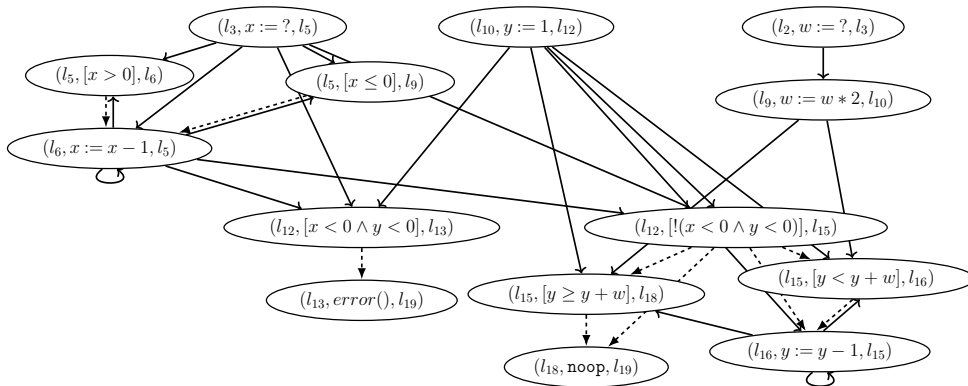 (l₃, x := ?, l₅)
(l₁₀, y := 1, l₁₂)
(l₂, w := ?, l₃)
(l₅, [x > 0], l₆)
(l₅, [x ≤ 0], l₉)
(l₉, w := w ∗ 2, l₁₀)
(l₆, x := x − 1, l₅)
(l₁₂, [x < 0 ∧ y < 0], l₁₃)
(l₁₂, [!(x < 0 ∧ y < 0)], l₁₅)
(l₁₅, [y < y + w], l₁₆)
(l₁₃, error(), l₁₉)
(l₁₅, [y ≥ y + w], l₁₈)
(l₁₆, y := y − 1, l₁₅)
(l₁₈, noop, l₁₉)